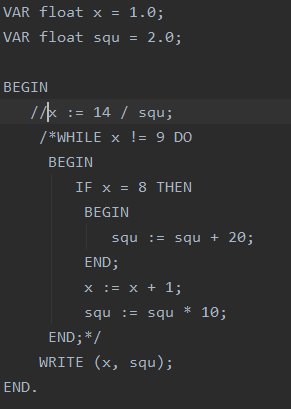 VAR float x = 1.0;
VAR float squ = 2.0;
BEGIN
//x := 14 / squ;
/*WHILE x != 9 DO
BEGIN
IF x = 8 THEN
BEGIN
squ := squ + 20;
END;
x := x + 1;
squ := squ * 10;
END;*/
WRITE (x, squ);
END.